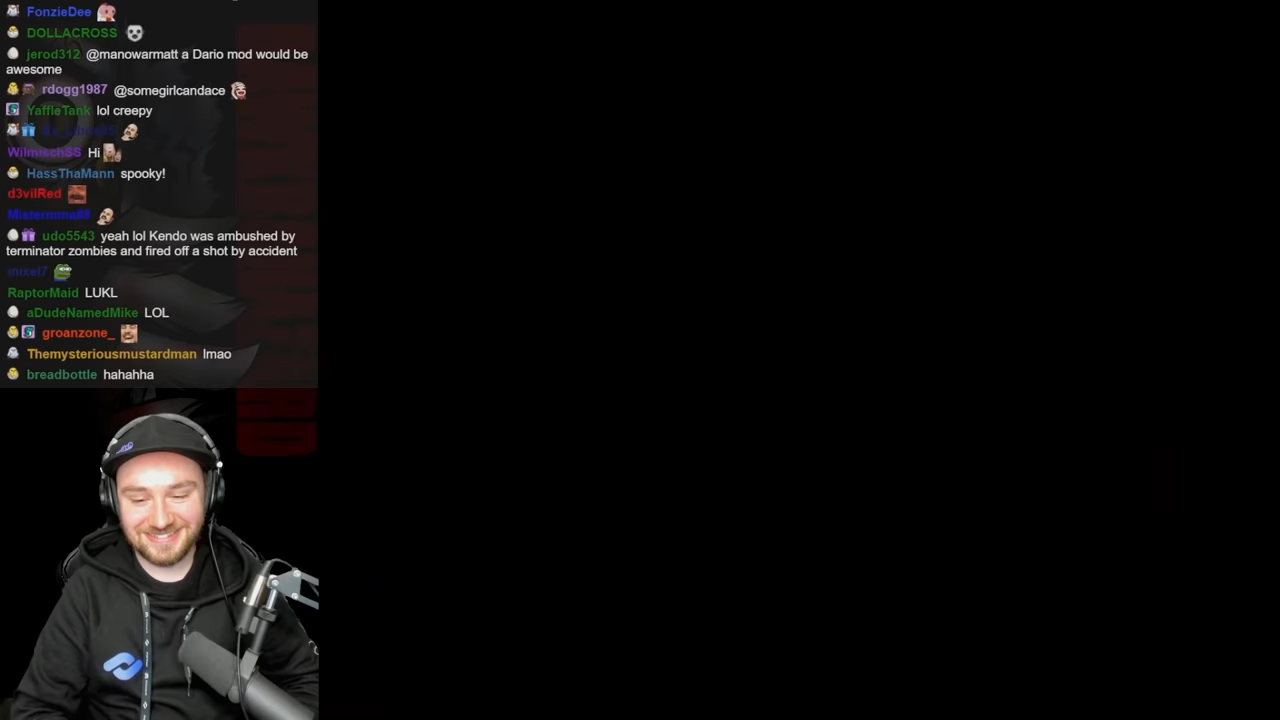 FonzieDee
DOLLACROSS
jerod312 @manowarmatt a Dario mod would be
awesome
rdogg1987 @somegirlcandace
YaffleTank lol creepy
WilmischSS Hi
HassThaMann spooky!
d3vilRed
udo5543 yeah lol Kendo was ambushed by
terminator zombies and fired off a shot by accident
RaptorMaid LUKL
aDudeNamedMike LOL
groanzone_
Themysteriousmustardman lmao
breadbottle hahahha